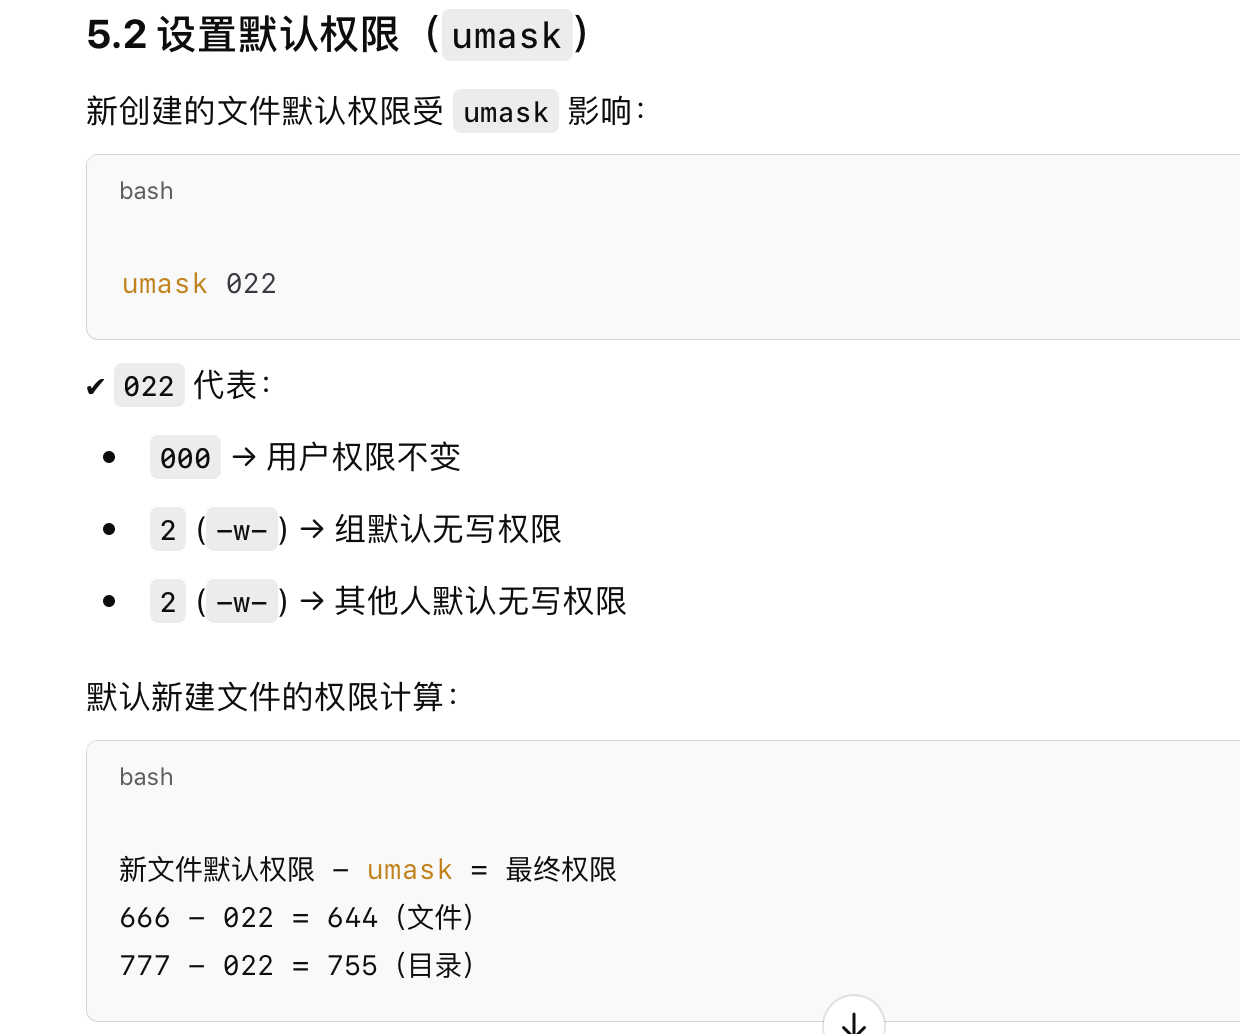 5.2 设置默认权限（umask）
新创建的文件默认权限受 umask 影响：
bash
umask 022
✔ 022 代表：
• 000 → 用户权限不变
• 2 (-w-) → 组默认无写权限
• 2 (-w-) → 其他人默认无写权限
默认新建文件的权限计算：
bash
新文件默认权限 - umask = 最终权限
666 - 022 = 644（文件）
777 - 022 = 755（目录）